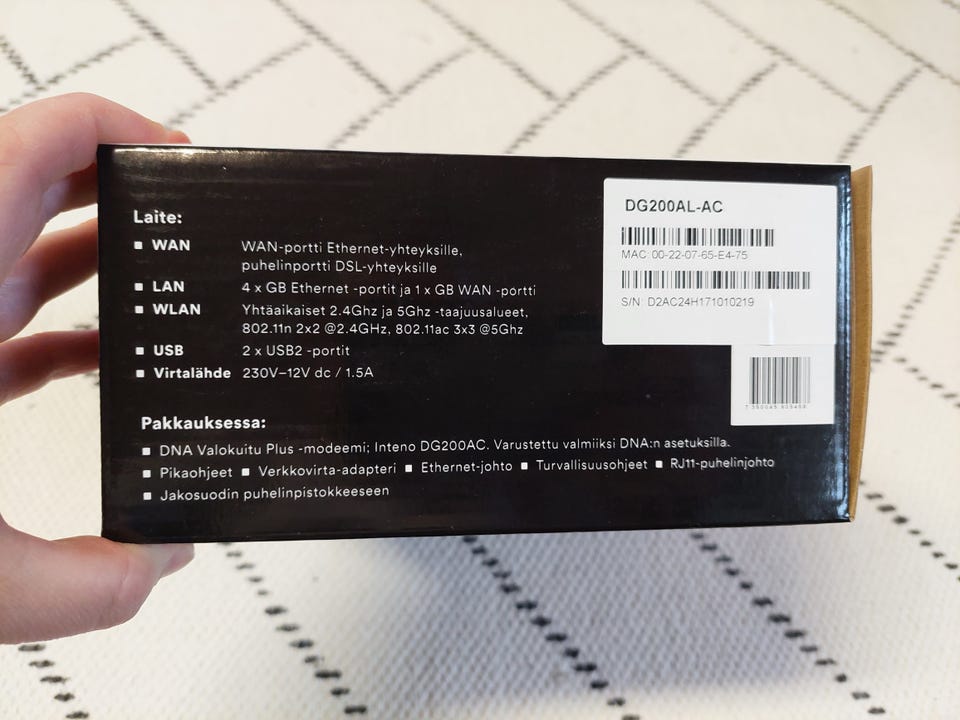 Laite:
■ WAN WAN-portti Ethernet-yhteyksille,
puhelinportti DSL-yhteyksille
■ LAN 4 x GB Ethernet -portit ja 1 x GB WAN -portti
■ WLAN Yhtäaikaiset 2.4Ghz ja 5Ghz -taajuusalueet,
802.11n 2x2 @2.4GHz, 802.11ac 3x3 @5Ghz
■ USB 2 x USB2 -portit
■ Virtalähde 230V–12V dc / 1.5A
Pakkauksessa:
■ DNA Valokuitu Plus -modeemi; Inteno DG200AC. Varustettu valmiiksi DNA:n asetuksilla.
■ Pikaohjeet ■ Verkkovirta-adapteri ■ Ethernet-johto ■ Turvallisuusohjeet ■ RJ11-puhelinjohto
■ Jakosuodin puhelinpistokkeeseen
DG200AL-AC
MAC: 00-22-07-65-E4-75
S/N: D2AC24H171010219